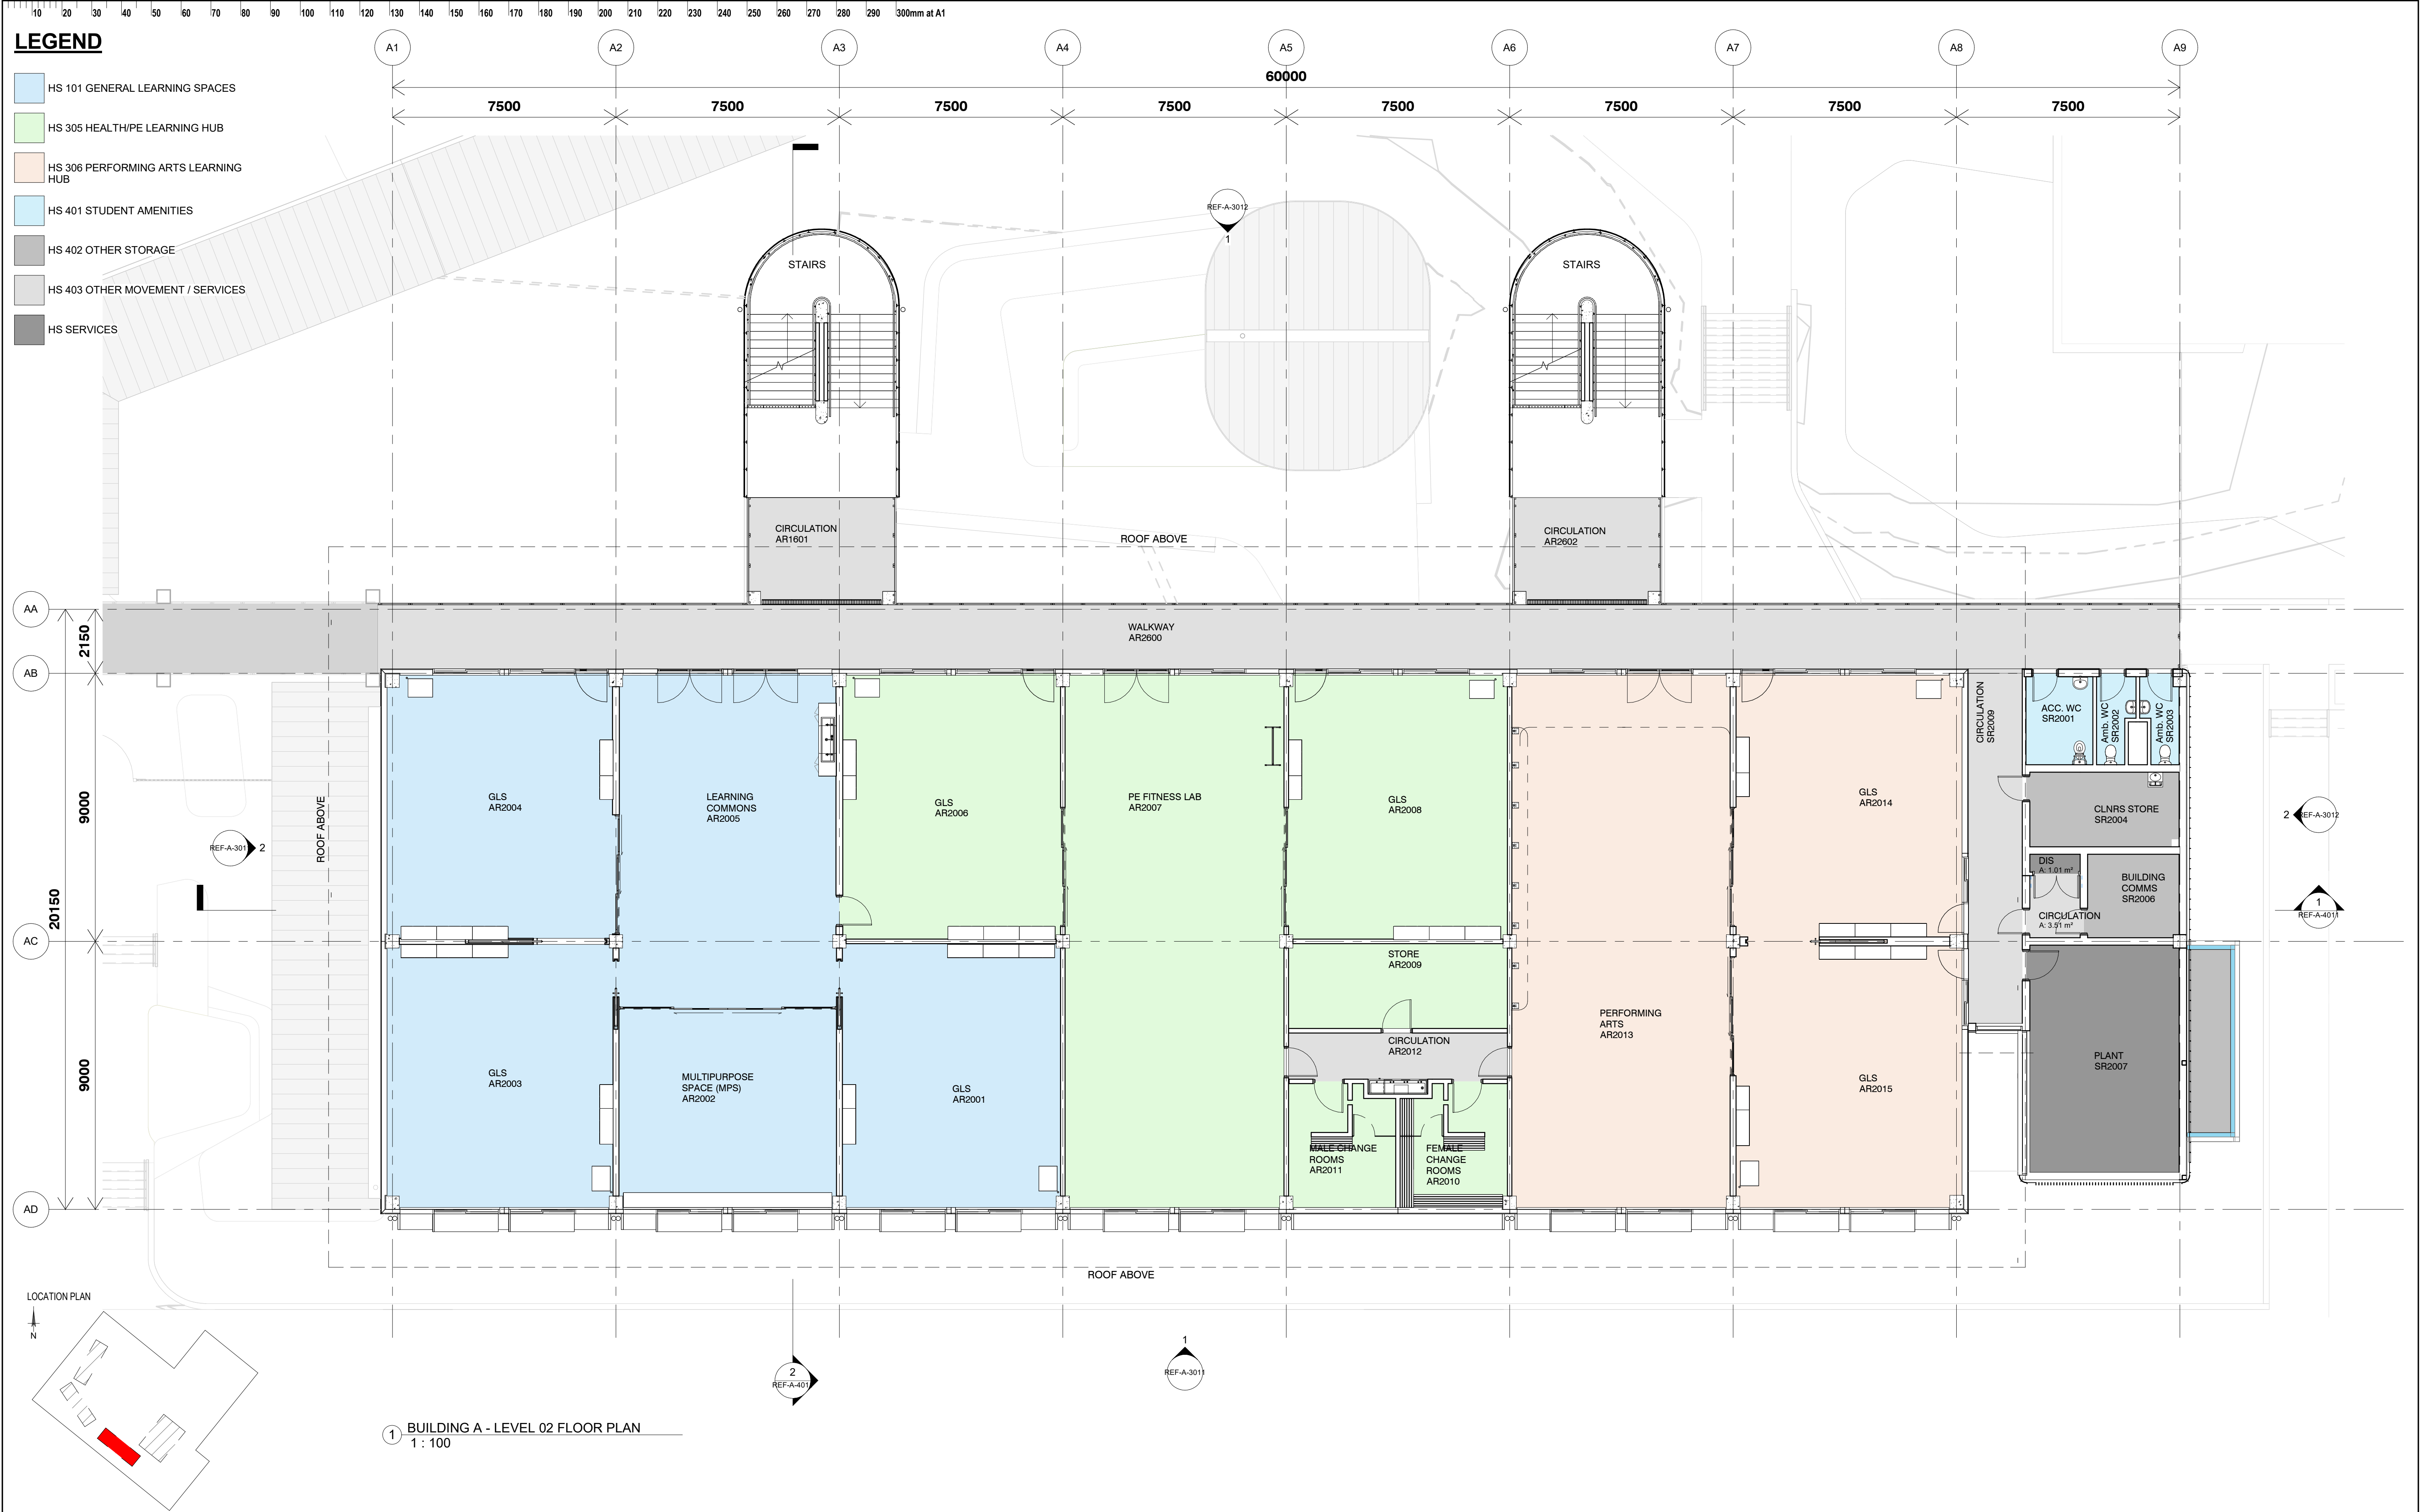 10 20 30 40 50 60 70 80 90 100 110 120 130 140 150 160 170 180 190 200 210 220 230 240 250 260 270 280 290 300mm at A1
LEGEND
HS 101 GENERAL LEARNING SPACES
HS 305 HEALTH/PE LEARNING HUB
HS 306 PERFORMING ARTS LEARNING
HUB
HS 401 STUDENT AMENITIES
HS 402 OTHER STORAGE
HS 403 OTHER MOVEMENT / SERVICES
HS SERVICES
A1 A2 A3 A4 A5 A6 A7 A8 A9
60000
7500 7500 7500 7500 7500 7500 7500 7500
REF-A-3012
1
STAIRS
STAIRS
CIRCULATION
AR1601
CIRCULATION
AR2602
ROOF ABOVE
AA
AB
AC
AD
2150
9000
9000
20150
WALKWAY
AR2600
ROOF ABOVE
REF-A-301
2
GLS
AR2004
LEARNING
COMMONS
AR2005
GLS
AR2006
PE FITNESS LAB
AR2007
GLS
AR2008
GLS
AR2014
CIRCULATION
SR2009
ACC. WC
SR2001
Amb. WC
SR2002
Amb. WC
SR2003
CLNRS STORE
SR2004
DIS
A: 1.01 m²
BUILDING
COMMS
SR2006
CIRCULATION
A: 3.51 m²
2
REF-A-3012
1
REF-A-4011
GLS
AR2003
MULTIPURPOSE
SPACE (MPS)
AR2002
GLS
AR2001
STORE
AR2009
CIRCULATION
AR2012
MALE CHANGE
ROOMS
AR2011
FEMALE
CHANGE
ROOMS
AR2010
PERFORMING
ARTS
AR2013
GLS
AR2015
PLANT
SR2007
ROOF ABOVE
LOCATION PLAN
N
2
REF-A-401
1
REF-A-3011
1
BUILDING A - LEVEL 02 FLOOR PLAN
1 : 100